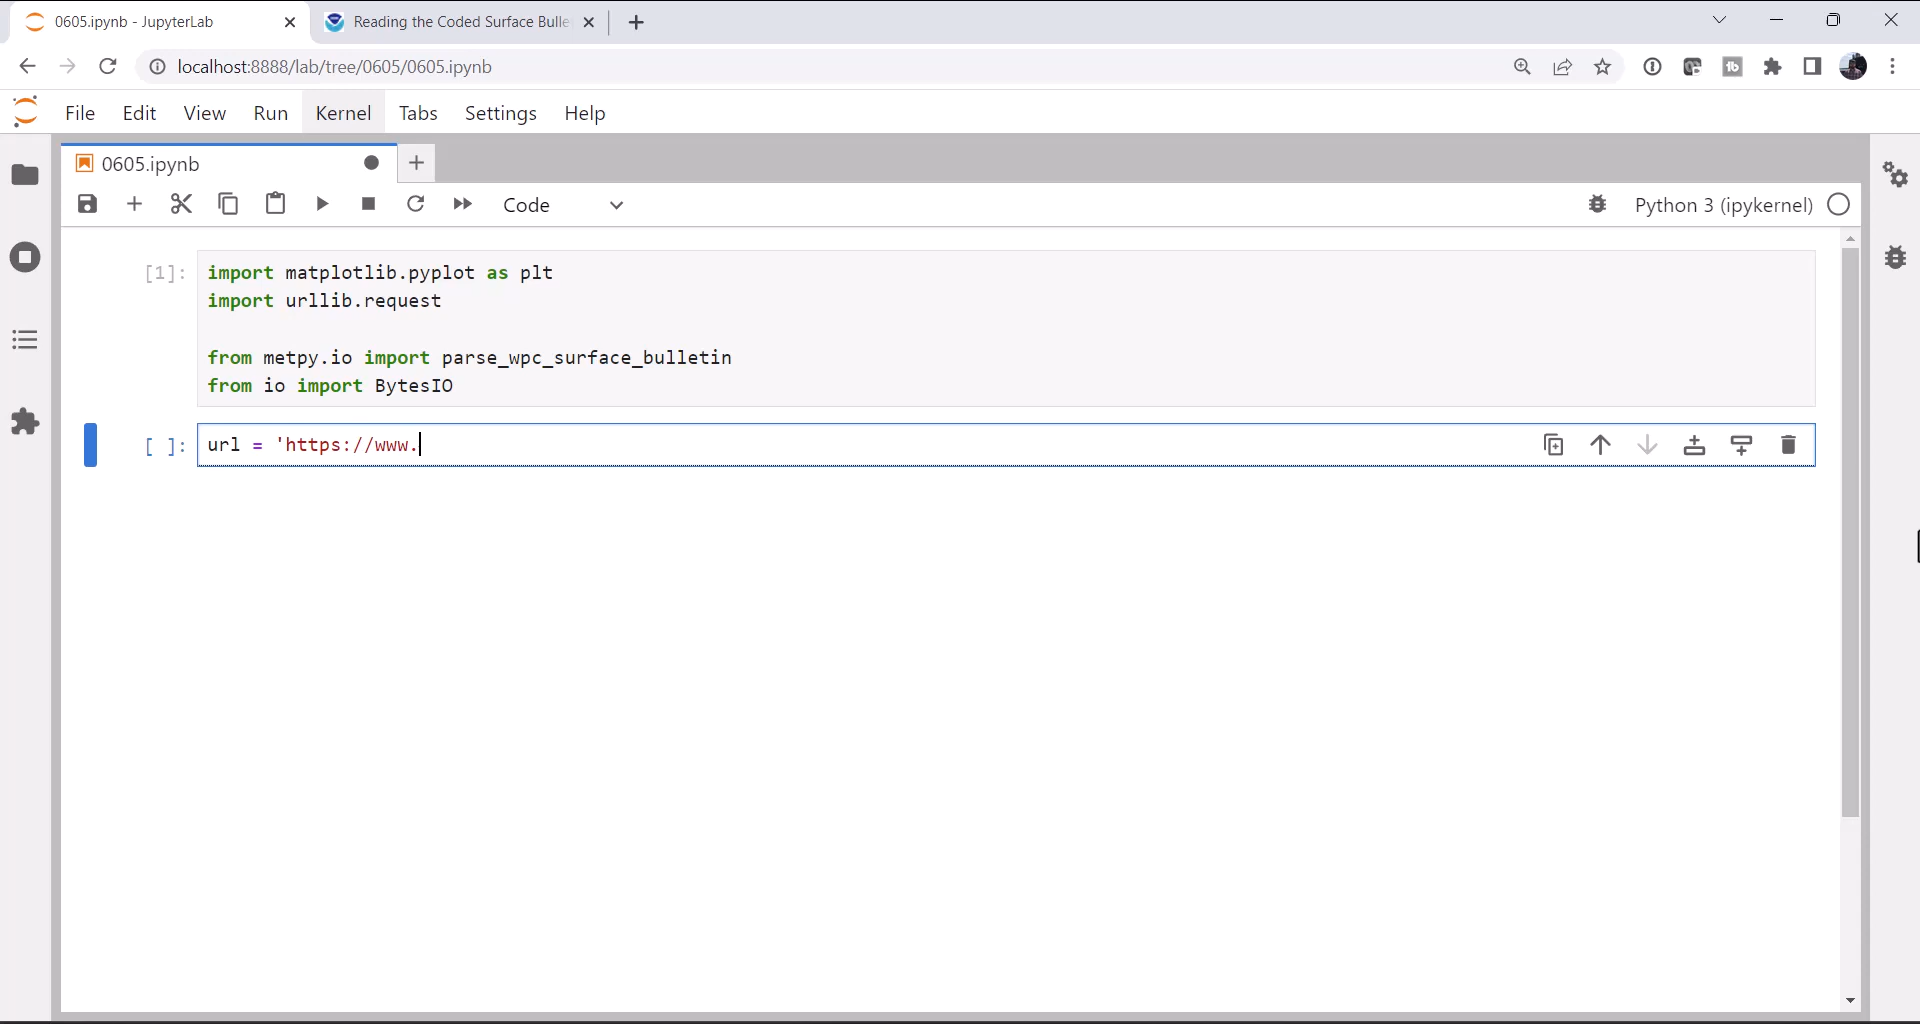 0605.ipynb - JupyterLab
Reading the Coded Surface Bulle
localhost:8888/lab/tree/0605/0605.ipynb
File Edit View Run Kernel Tabs Settings Help
0605.ipynb
Code
Python 3 (ipykernel)
[1]: import matplotlib.pyplot as plt
import urllib.request
from metpy.io import parse_wpc_surface_bulletin
from io import BytesIO
[ ]: url = 'https://www.